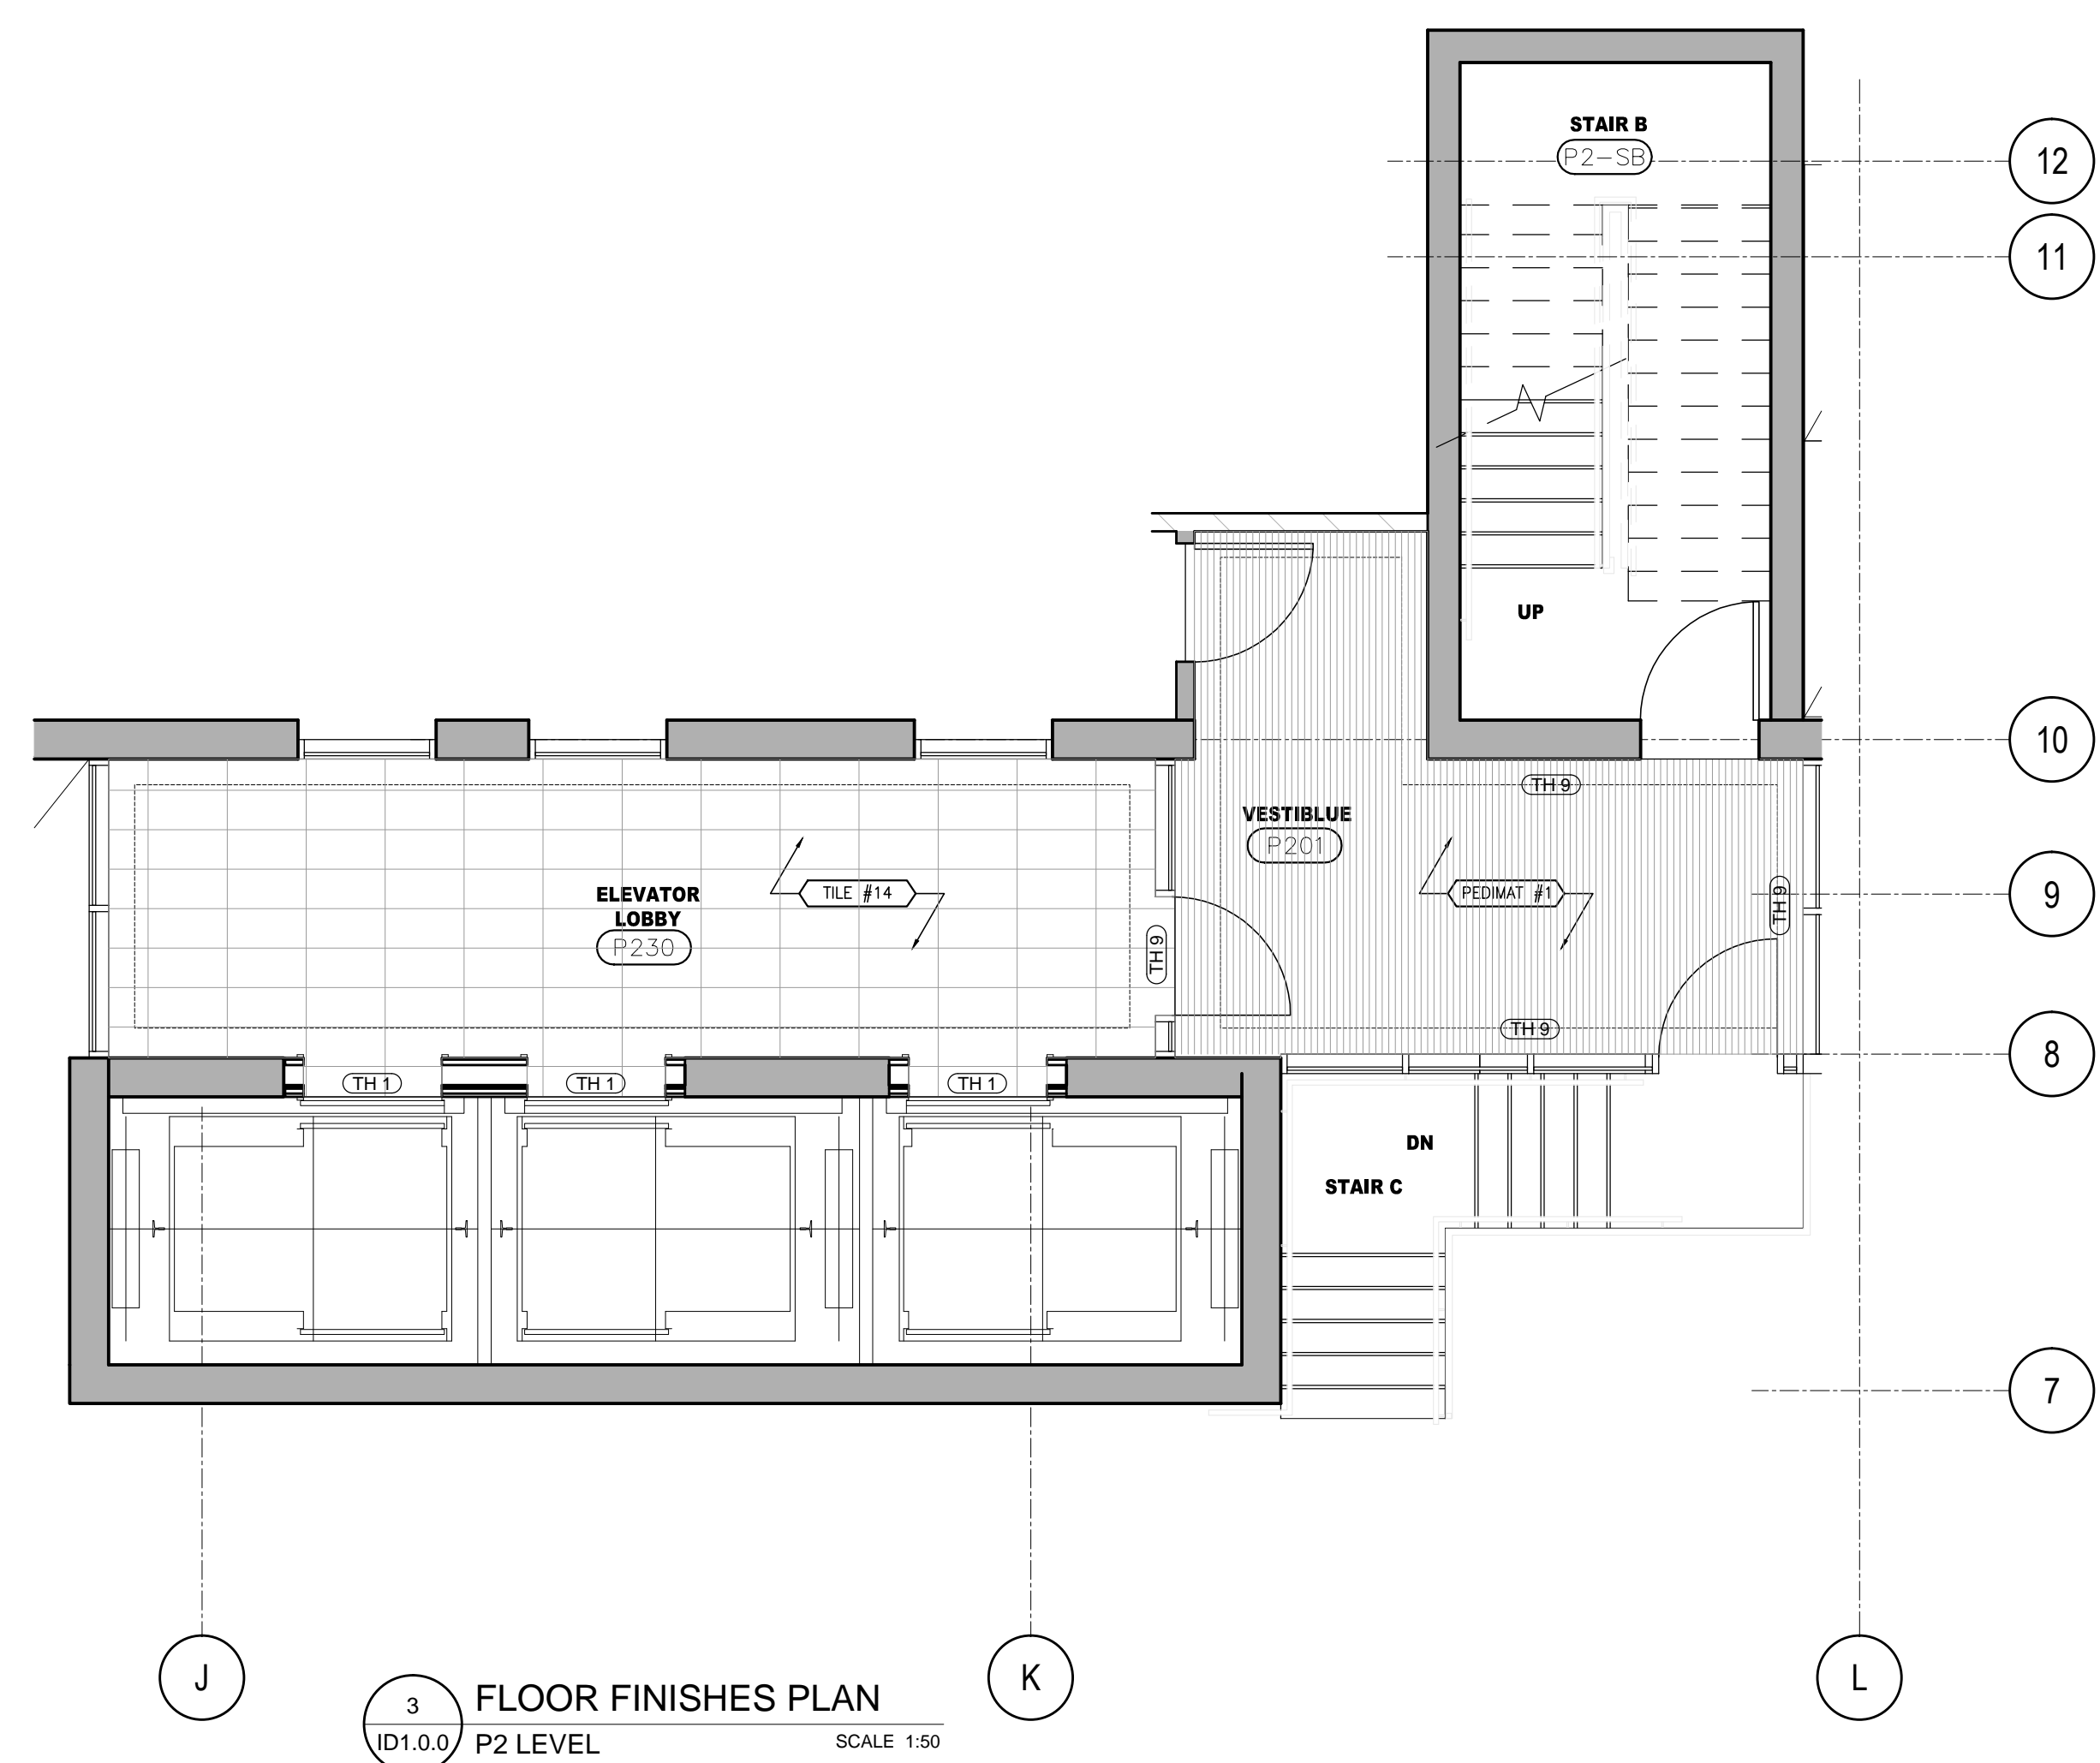 STAIR B
P2-SB
12
11
UP
10
TH 9
VESTIBLUE
P201
ELEVATOR
LOBBY
P230
TILE #14
PEDIMAT #1
TH 9
TH 9
9
TH 9
8
TH 1
TH 1
TH 1
DN
STAIR C
7
J
K
L
3
ID1.0.0
FLOOR FINISHES PLAN
P2 LEVEL
SCALE 1:50